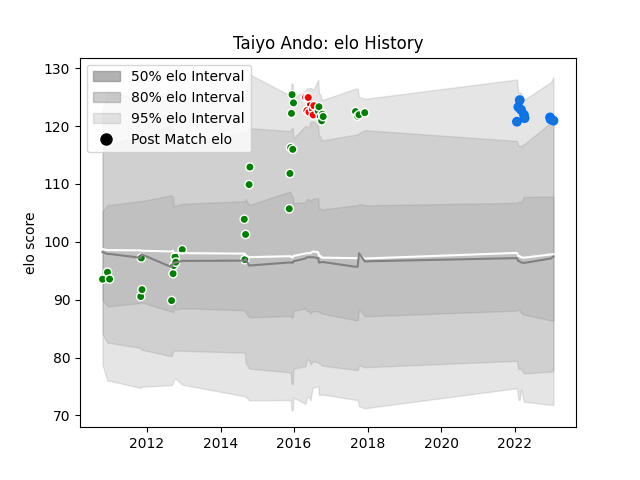 Taiyo Ando: elo History
50% elo Interval
80% elo Interval
95% elo Interval
Post Match elo
elo score
130
120
110
100
90
80
70
2012
2014
2016
2018
2020
2022